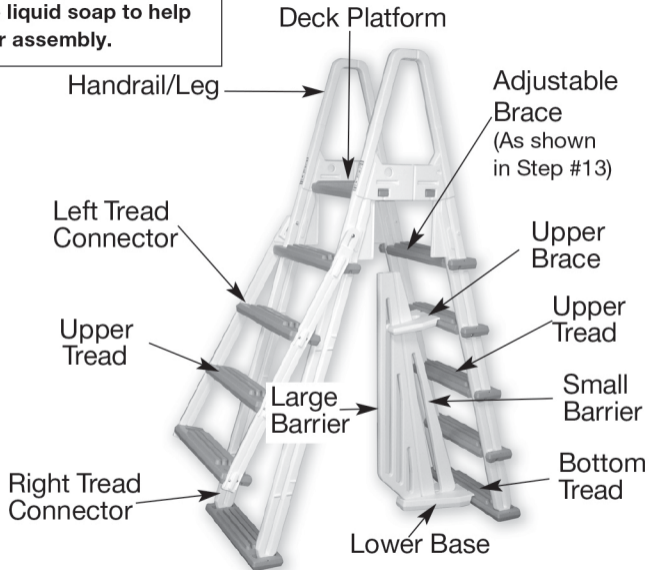 liquid soap to help
assembly.
Deck Platform
Handrail/Leg
Adjustable
Brace
(As shown
in Step #13)
Left Tread
Connector
Upper
Brace
Upper
Tread
Upper
Tread
Large
Barrier
Small
Barrier
Bottom
Tread
Right Tread
Connector
Lower Base